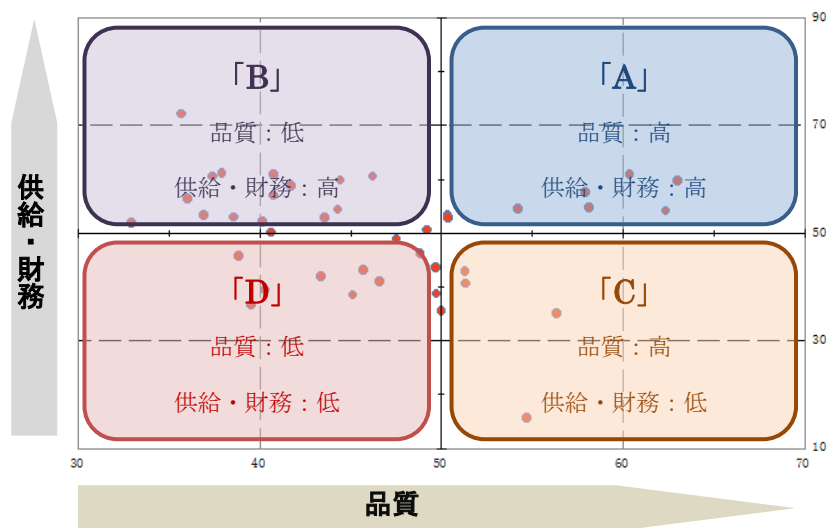 90
「B」
「A」
70
品質：低
品質：高
供給・財務：高
供給・財務：高
供給・財務
50
「D」
「C」
30
品質：低
品質：高
供給・財務：低
供給・財務：低
10
30
40
50
60
70
品質